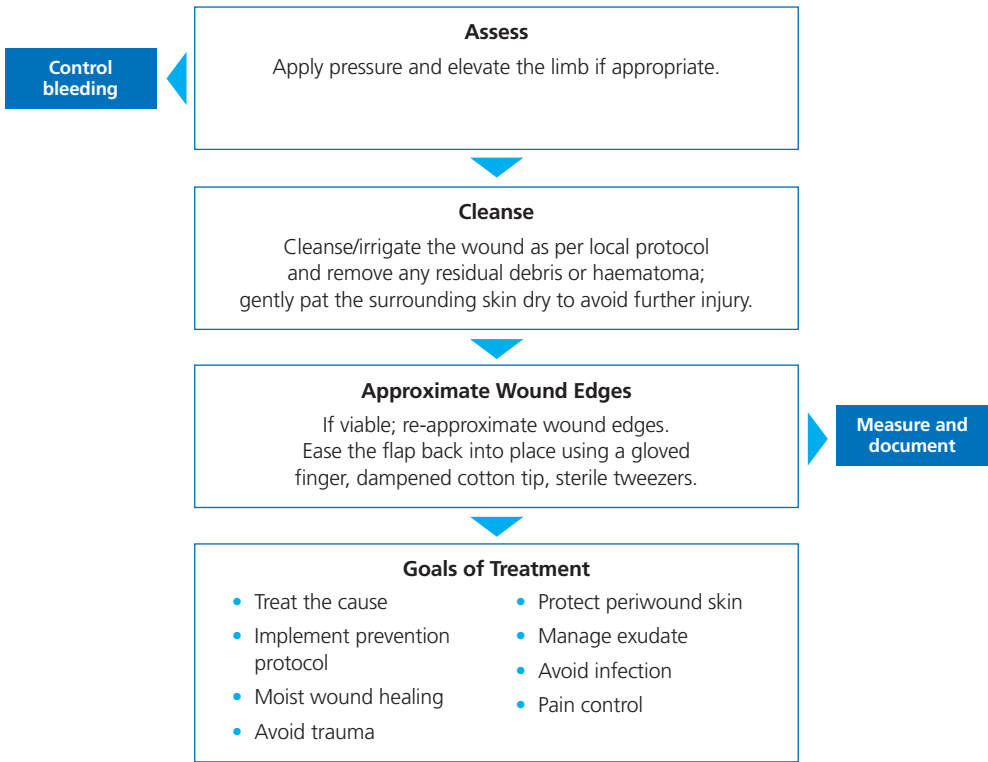 Assess
Apply pressure and elevate the limb if appropriate.
Control
bleeding
Cleanse
Cleanse/irrigate the wound as per local protocol
and remove any residual debris or haematoma;
gently pat the surrounding skin dry to avoid further injury.
Approximate Wound Edges
If viable; re-approximate wound edges.
Ease the flap back into place using a gloved
finger, dampened cotton tip, sterile tweezers.
Measure and
document
Goals of Treatment
• Treat the cause
• Implement prevention
protocol
• Moist wound healing
• Avoid trauma
• Protect periwound skin
• Manage exudate
• Avoid infection
• Pain control